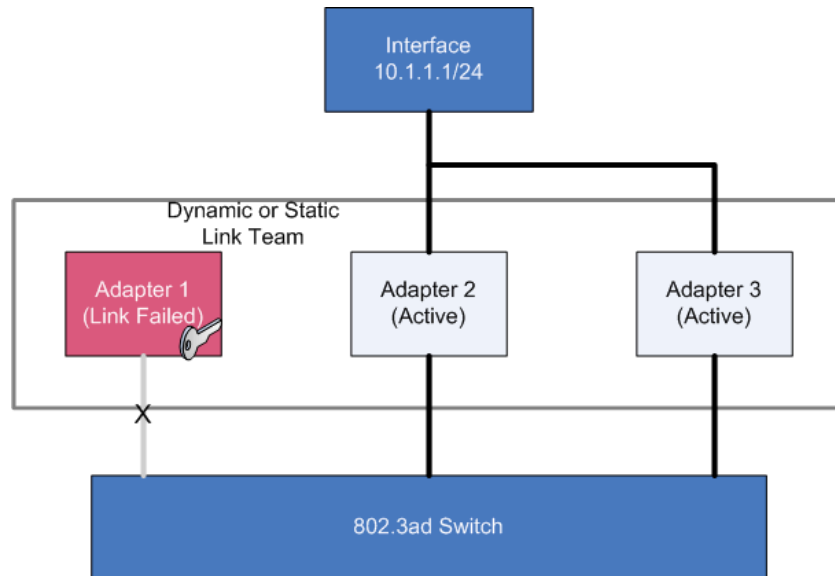 Interface
10.1.1.1/24
Dynamic or Static
Link Team
Adapter 1
(Link Failed)
Adapter 2
(Active)
Adapter 3
(Active)
X
802.3ad Switch